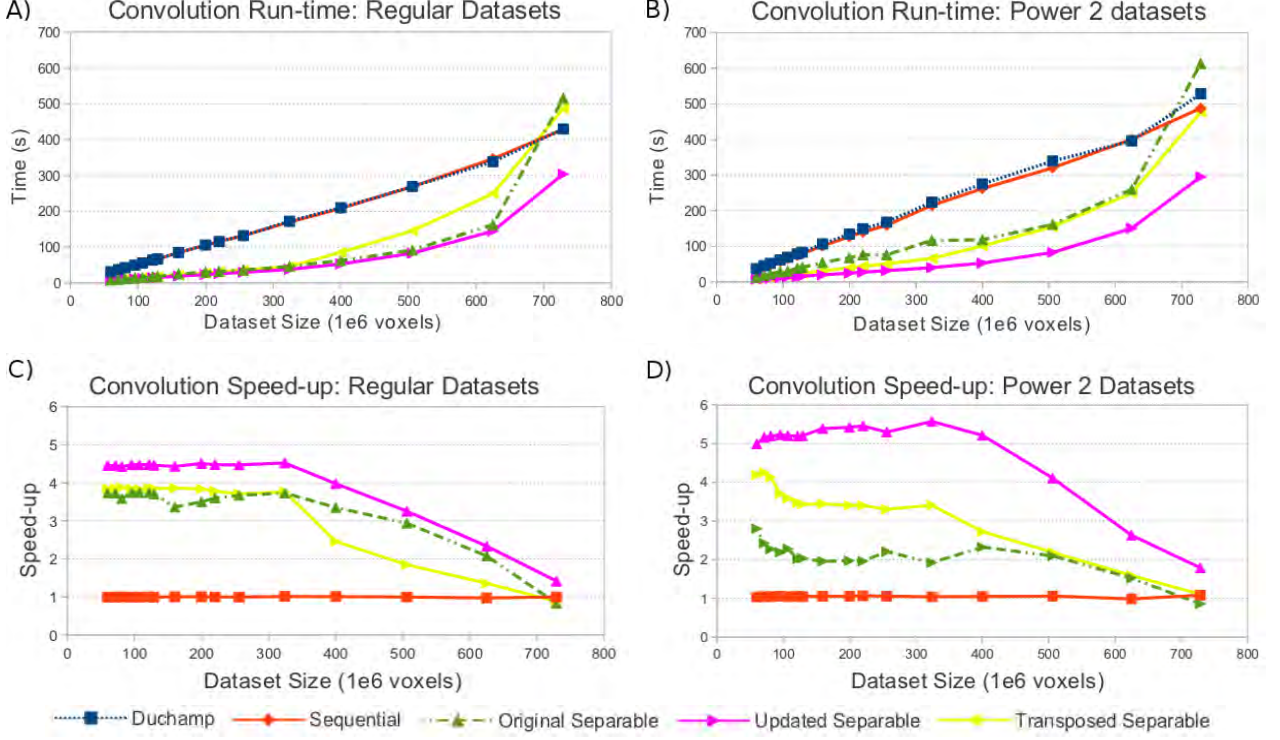 A)
Convolution Run-time: Regular Datasets
700
600
500
400
300
200
100
0
Time (s)
0 100 200 300 400 500 600 700 800
Dataset Size (1e6 voxels)
B)
Convolution Run-time: Power 2 datasets
700
600
500
400
300
200
100
0
Time (s)
0 100 200 300 400 500 600 700 800
Dataset Size (1e6 voxels)
C)
Convolution Speed-up: Regular Datasets
6
5
4
3
2
1
0
Speed-up
0 100 200 300 400 500 600 700 800
Dataset Size (1e6 voxels)
D)
Convolution Speed-up: Power 2 Datasets
6
5
4
3
2
1
0
Speed-up
0 100 200 300 400 500 600 700 800
Dataset Size (1e6 voxels)
Duchamp Sequential Original Separable Updated Separable Transposed Separable